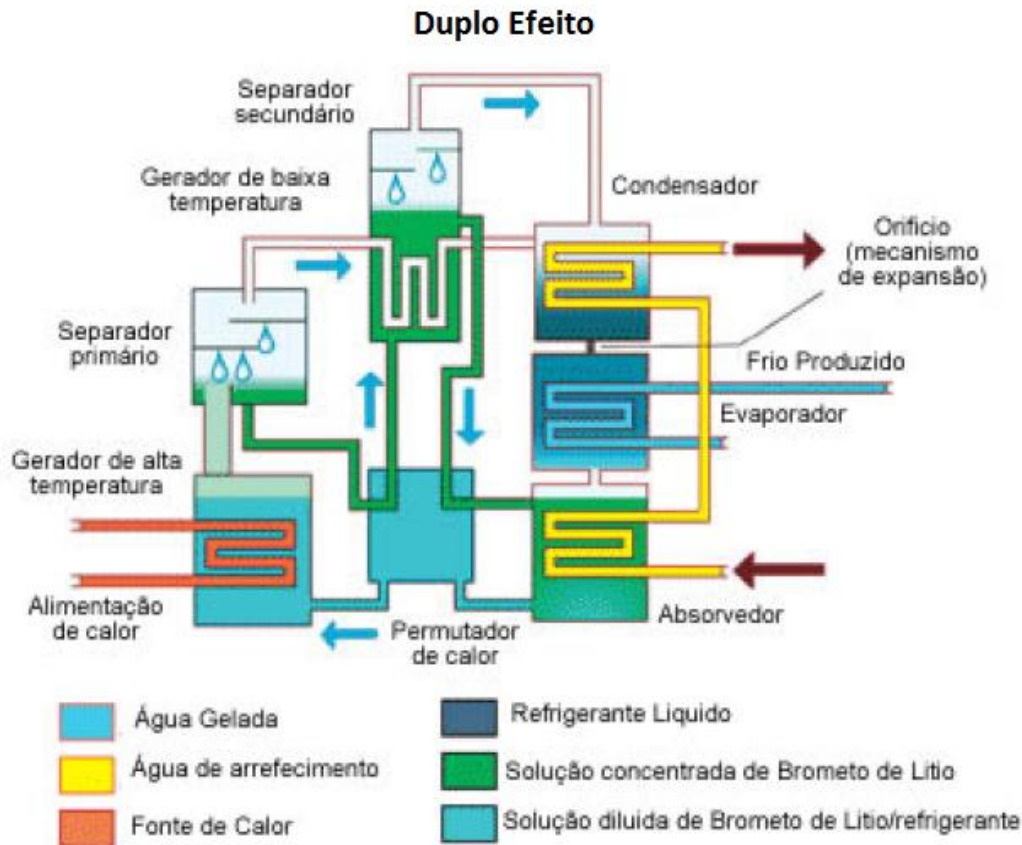 Duplo Efeito
Separador
secundário
Gerador de baixa
temperatura
Condensador
Orificio
(mecanismo
de expansão)
Separador
primário
Frio Produzido
Evaporador
Gerador de alta
temperatura
Alimentação
de calor
Permutador
de calor
Absorvedor
Água Gelada
Água de arrefecimento
Fonte de Calor
Refrigerante Liquido
Solução concentrada de Brometo de Litio
Solução diluida de Brometo de Litio/refrigerante